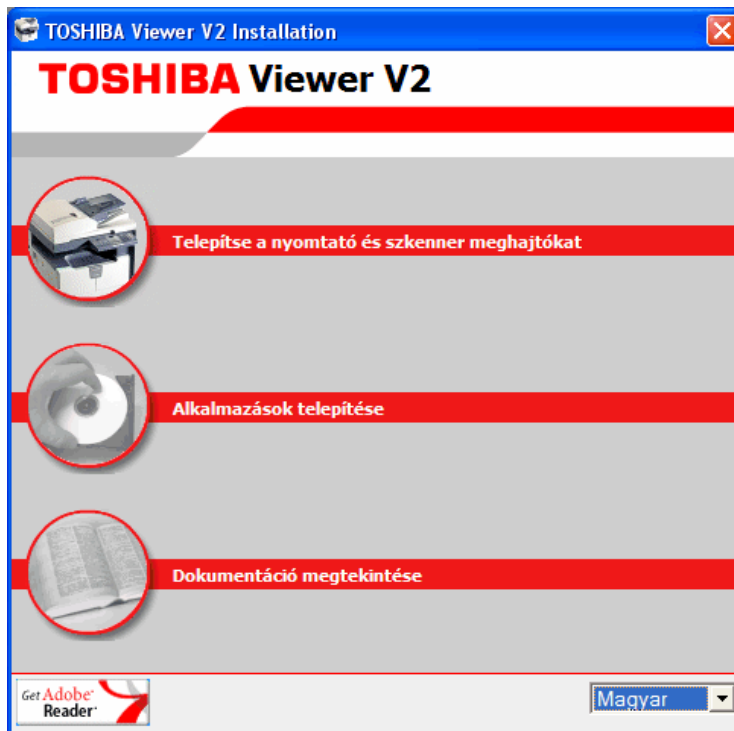 TOSHIBA Viewer V2 Installation
TOSHIBA Viewer V2
Telepítse a nyomtató és szkenner meghajtókat
Alkalmazások telepítése
Dokumentáció megtekintése
Get Adobe®
Reader®
Magyar